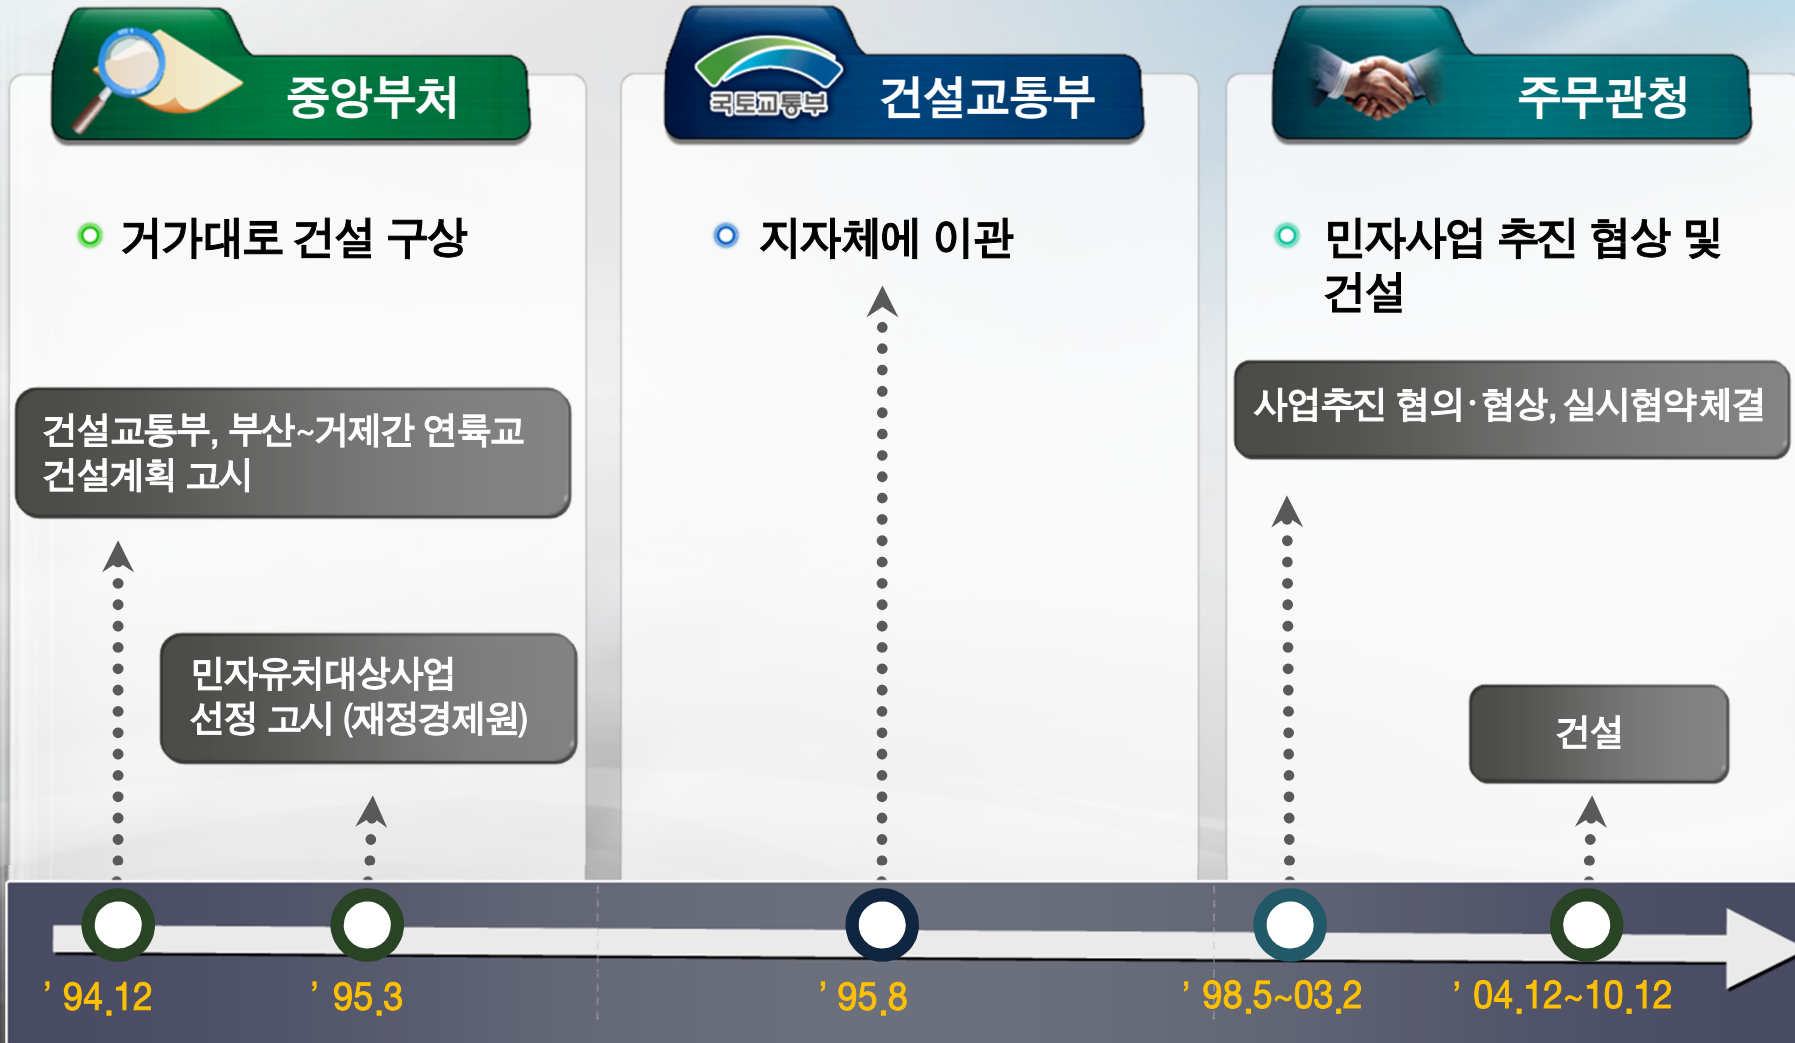 중앙부처
국토교통부
건설교통부
주무관청
거가대로 건설 구상
지자체에 이관
민자사업 추진 협상 및
건설
건설교통부, 부산~거제간 연륙교
건설계획 고시
사업추진 협의·협상, 실시협약체결
민자유치대상사업
선정 고시 (재정경제원)
건설
’ 94.12
’ 95.3
’ 95.8
’ 98.5~03.2
’ 04.12~10.12